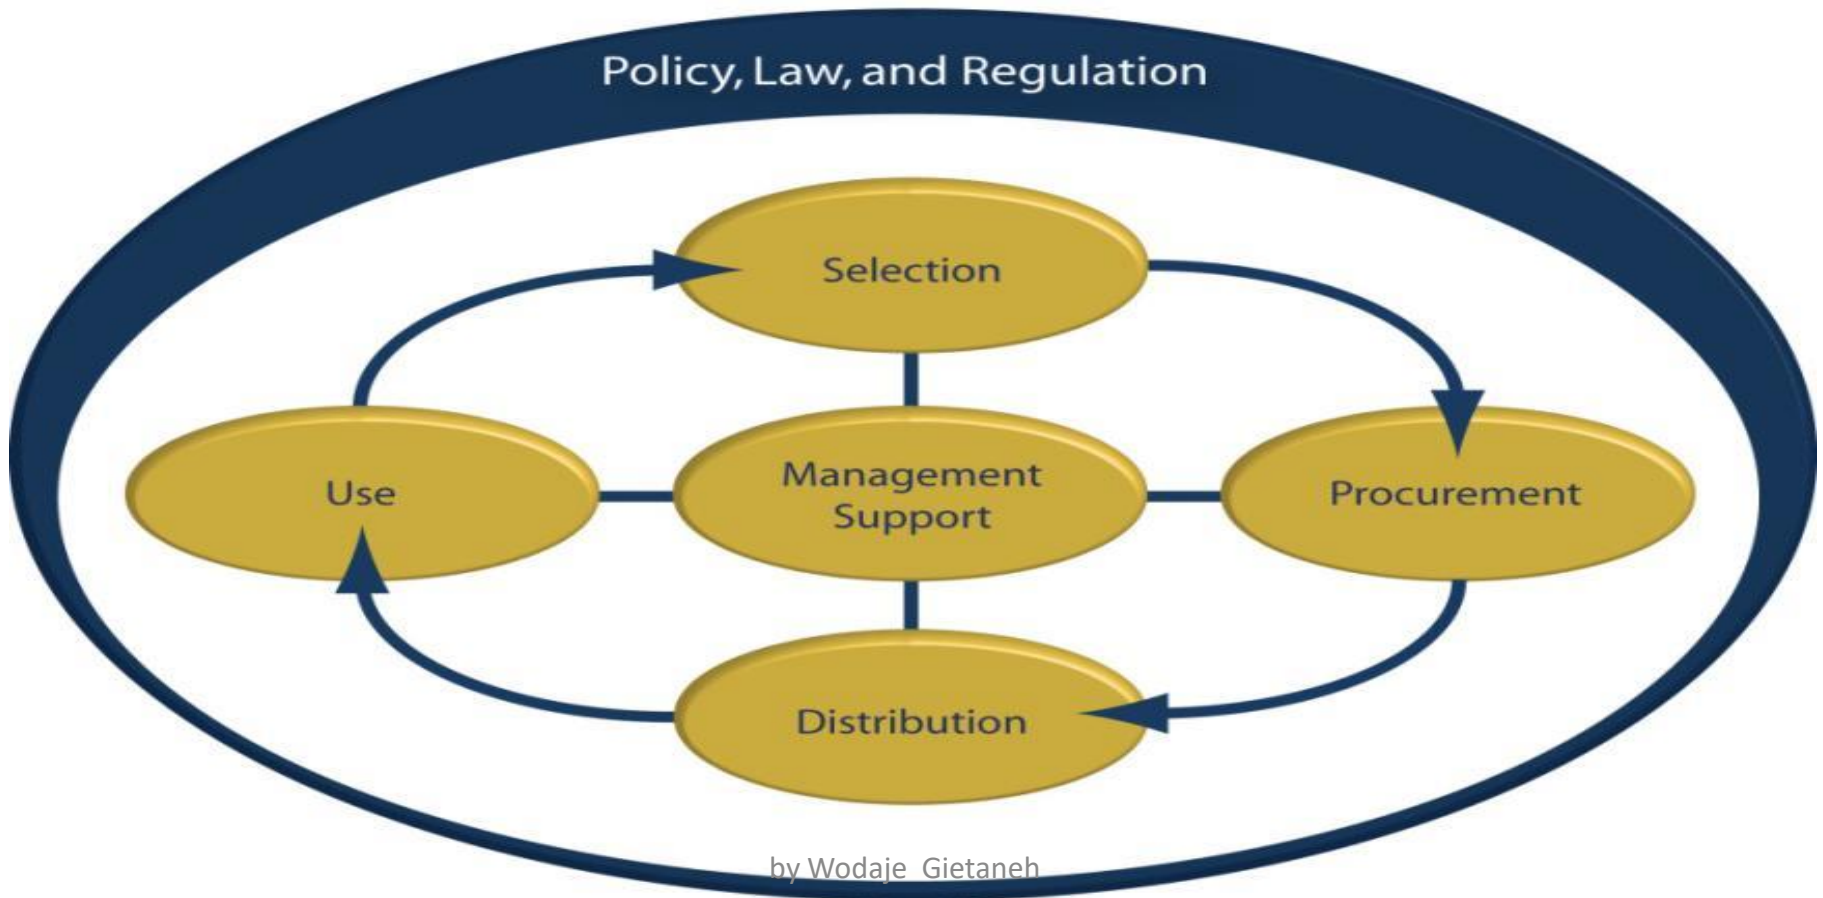 Policy, Law, and Regulation
Selection
Use
Management
Support
Procurement
Distribution
by Wodaje  Gietaneh